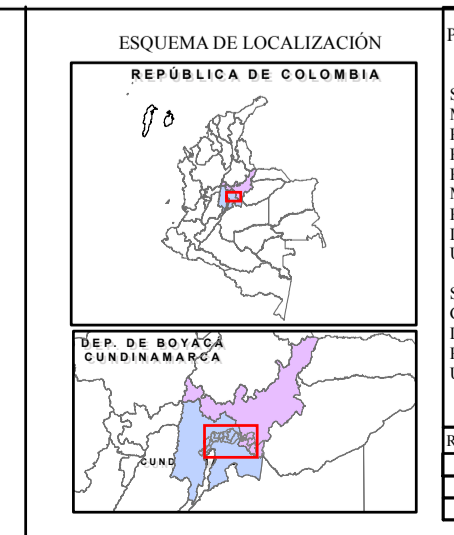 ESQUEMA DE LOCALIZACIÓN
REPÚBLICA DE COLOMBIA
DEP. DE BOYACÁ
CUNDINAMARCA
CUND
P
S
M
U
S
R